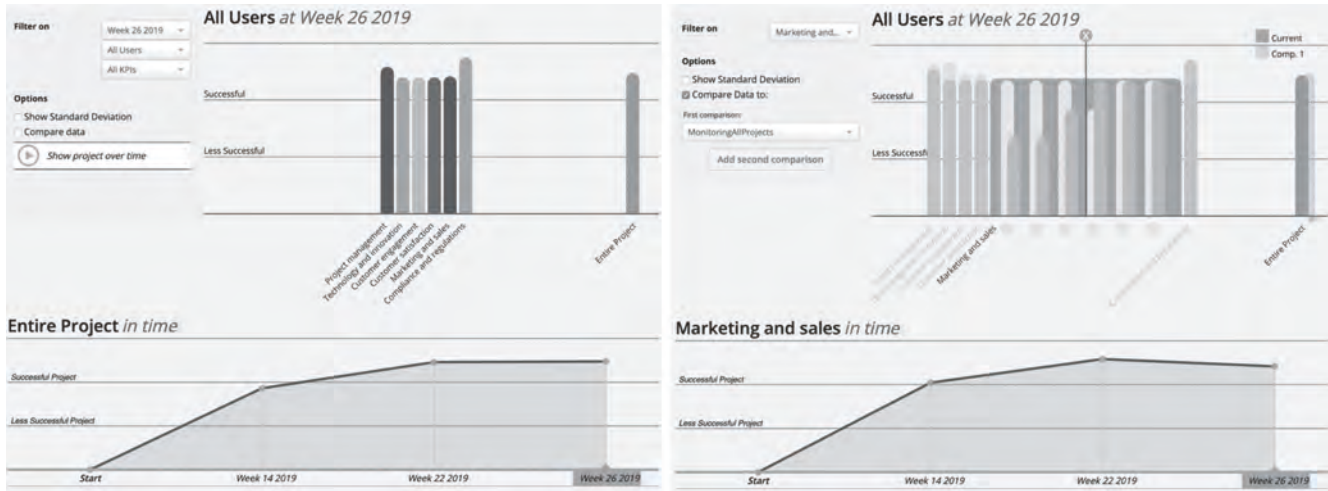 All Users at Week 26 2019
Filter on
Week 26 2019
All Users
All KPIs
Options
Show Standard Deviation
Compare data
Show project over time
Successful
Less Successful
Project management
Technology and innovation
Customer engagement
Customer satisfaction
Marketing and sales
Compliance and regulations
Entire Project
Entire Project in time
Successful Project
Less Successful Project
Start
Week 14 2019
Week 22 2019
Week 26 2019
All Users at Week 26 2019
Filter on
Marketing and...
Options
Show Standard Deviation
Compare Data to:
First comparison:
MonitoringAllProjects
Add second comparison
X
Current
Comp. 1
Successful
Less Successfu
Marketing and sales
Entire Project
Marketing and sales in time
Successful Project
Less Successful Project
Start
Week 14 2019
Week 22 2019
Week 26 2019